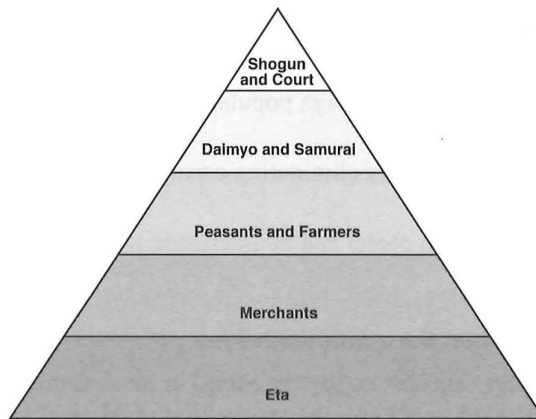 Shogun
and Court
Daimyo and Samurai
Peasants and Farmers
Merchants
Eta